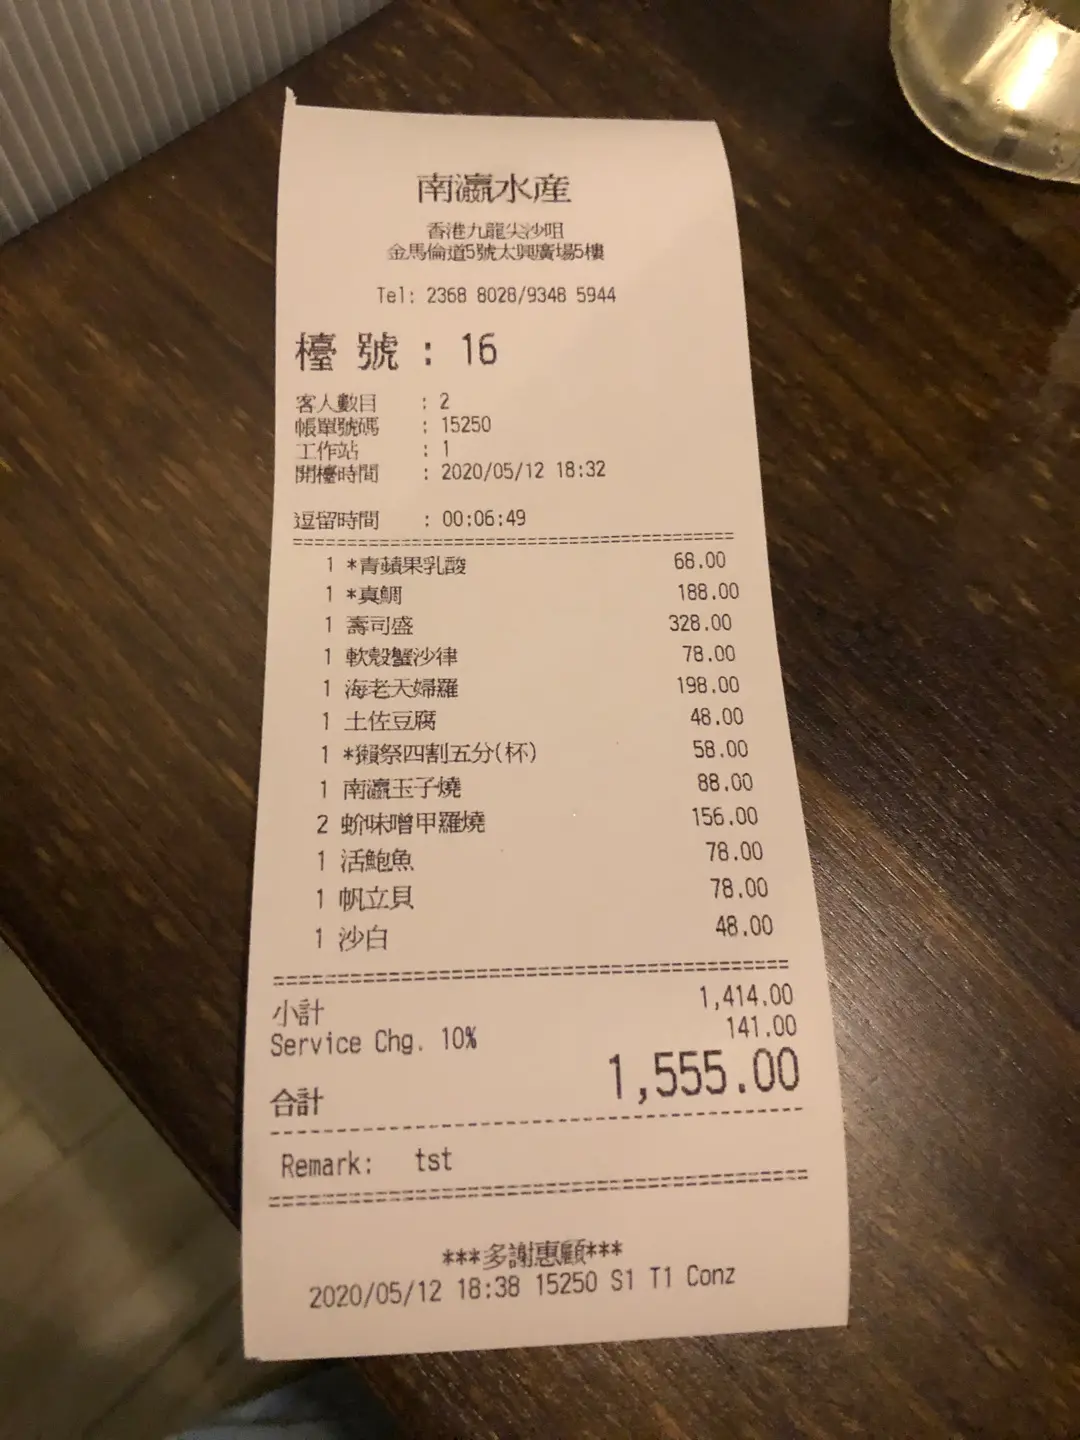 南瀛水產
香港九龍尖沙咀
金馬倫道5號太興廣場5樓
Tel: 2368 8028/9348 5944
檯 號 : 16
客人數目 : 2
帳單號碼 : 15250
工作站 : 1
開檯時間 : 2020/05/12 18:32
逗留時間 : 00:06:49
==========================================
1 *青蘋果乳酸 68.00
1 *真鯛 188.00
1 壽司盛 328.00
1 軟殼蟹沙律 78.00
1 海老天婦羅 198.00
1 土佐豆腐 48.00
1 *獺祭四割五分(杯) 58.00
1 南瀛玉子燒 88.00
2 蚧味噌甲羅燒 156.00
1 活鮑魚 78.00
1 帆立貝 78.00
1 沙白 48.00
==========================================
小計 1,414.00
Service Chg. 10% 141.00
合計 1,555.00
------------------------------------------
Remark: tst
==========================================
***多謝惠顧***
2020/05/12 18:38 15250 S1 T1 Conz